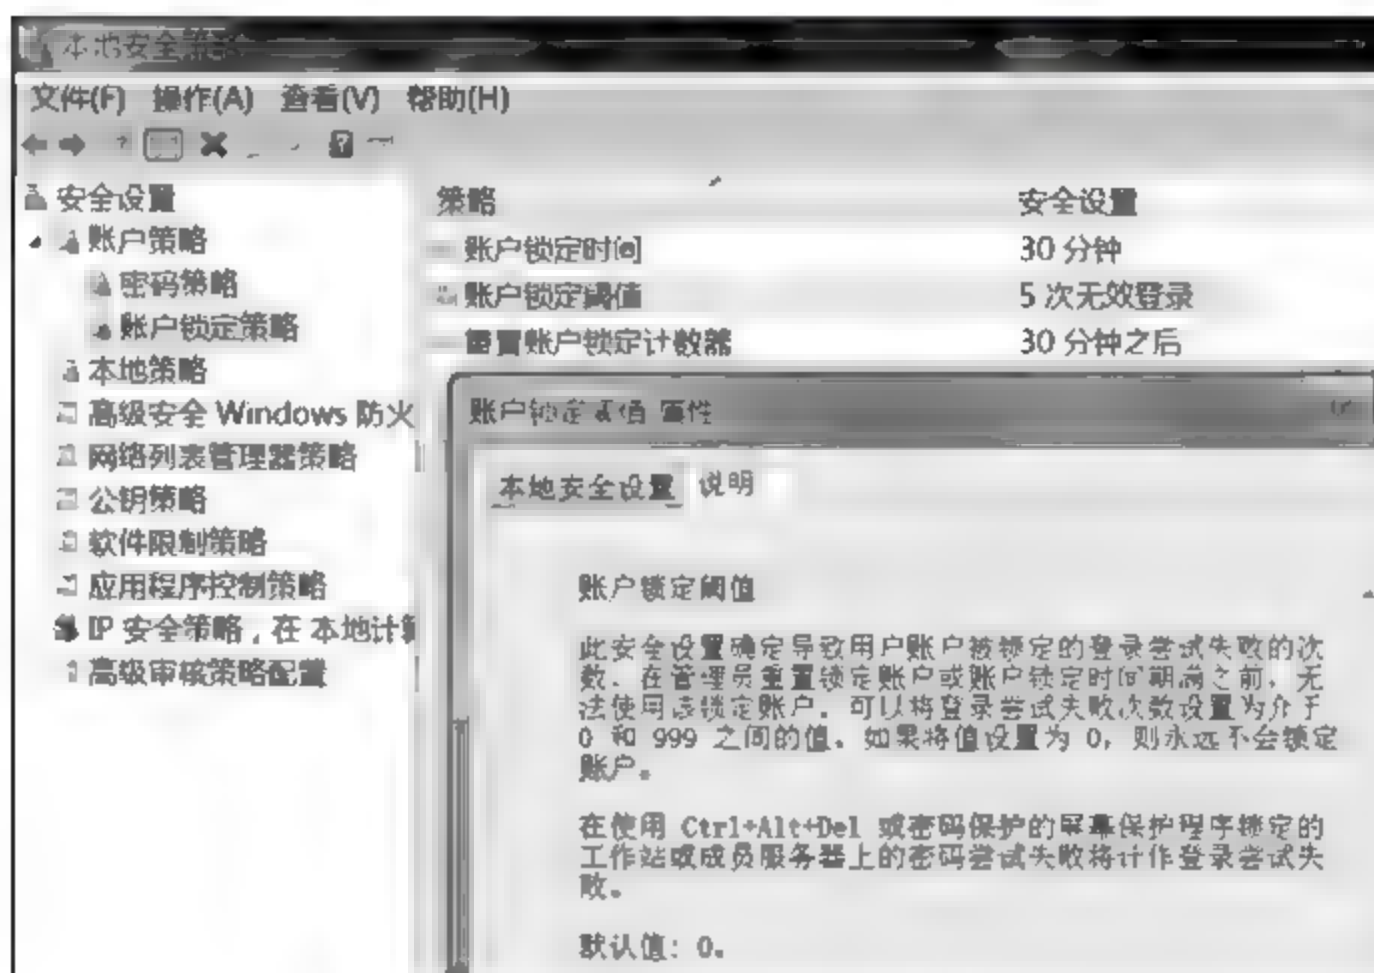 本地安全策略
文件(F) 操作(A) 查看(V) 帮助(H)
安全设置
账户策略
密码策略
账户锁定策略
本地策略
高级安全 Windows 防火
网络列表管理器策略
公钥策略
软件限制策略
应用程序控制策略
IP 安全策略，在 本地计算
高级审核策略配置
策略 安全设置
账户锁定时间 30 分钟
账户锁定阈值 5 次无效登录
重置账户锁定计数器 30 分钟之后
账户锁定阈值 属性
本地安全设置 说明
账户锁定阈值
此安全设置确定导致用户账户被锁定的登录尝试失败的次
数。在管理员重置锁定账户或账户锁定时间期满之前，无
法使用该锁定账户。可以将登录尝试失败次数设置为介于
0 和 999 之间的值。如果将值设置为 0，则永远不会锁定
账户。
在使用 Ctrl+Alt+Del 或密码保护的屏幕保护程序锁定的
工作站或成员服务器上的密码尝试失败将计作登录尝试失
败。
默认值: 0。